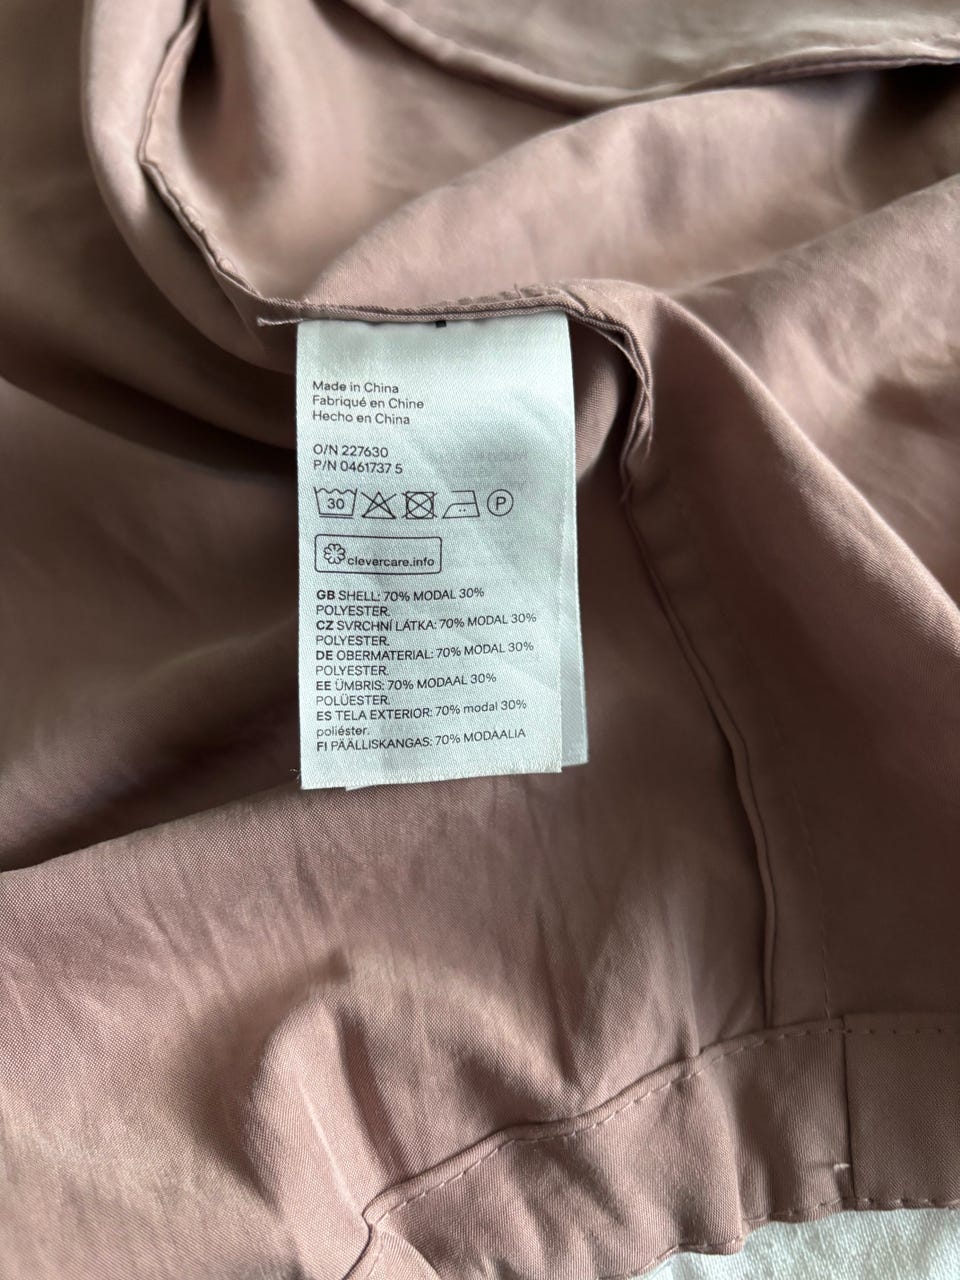 Made in China
Fabriqué en Chine
Hecho en China
O/N 227630
P/N 0461737 5
30 P
clevercare.info
GB SHELL: 70% MODAL 30%
POLYESTER.
CZ SVRCHNÍ LÁTKA: 70% MODAL 30%
POLYESTER.
DE OBERMATERIAL: 70% MODAL 30%
POLYESTER.
EE ÜMBRIS: 70% MODAAL 30%
POLÜESTER.
ES TELA EXTERIOR: 70% modal 30%
poliéster.
FI PÄÄLLISKANGAS: 70% MODAALIA